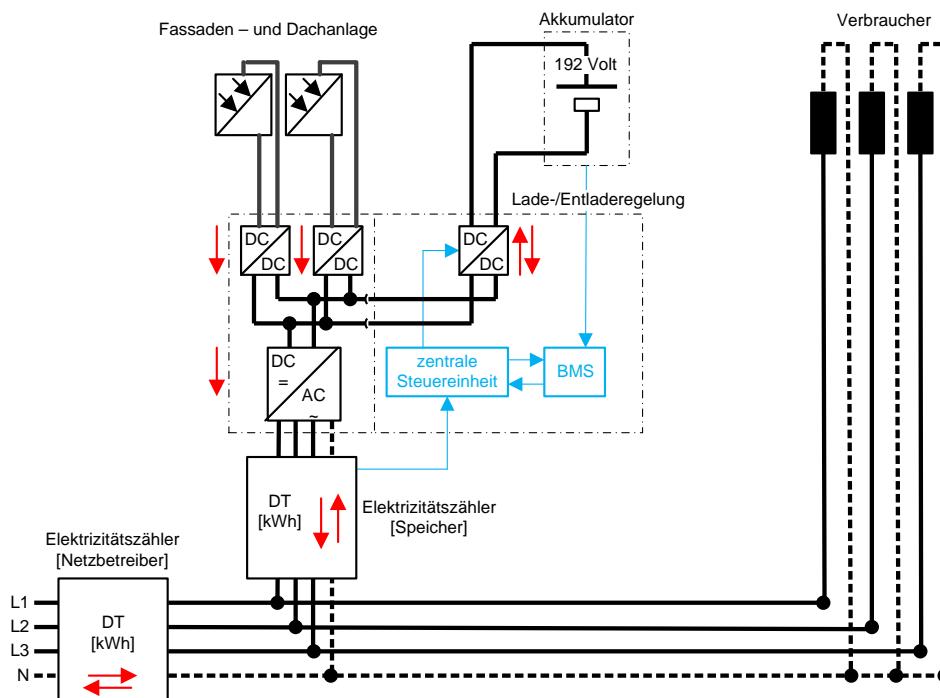 Akkumulator
Fassaden – und Dachanlage
Verbraucher
192 Volt
Lade-/Entladeregelung
DC
DC
DC
DC
DC
DC
DC
=
AC
~
zentrale
Steuereinheit
BMS
DT
[kWh]
Elektrizitätszähler
[Speicher]
Elektrizitätszähler
[Netzbetreiber]
L1
L2
L3
N
DT
[kWh]